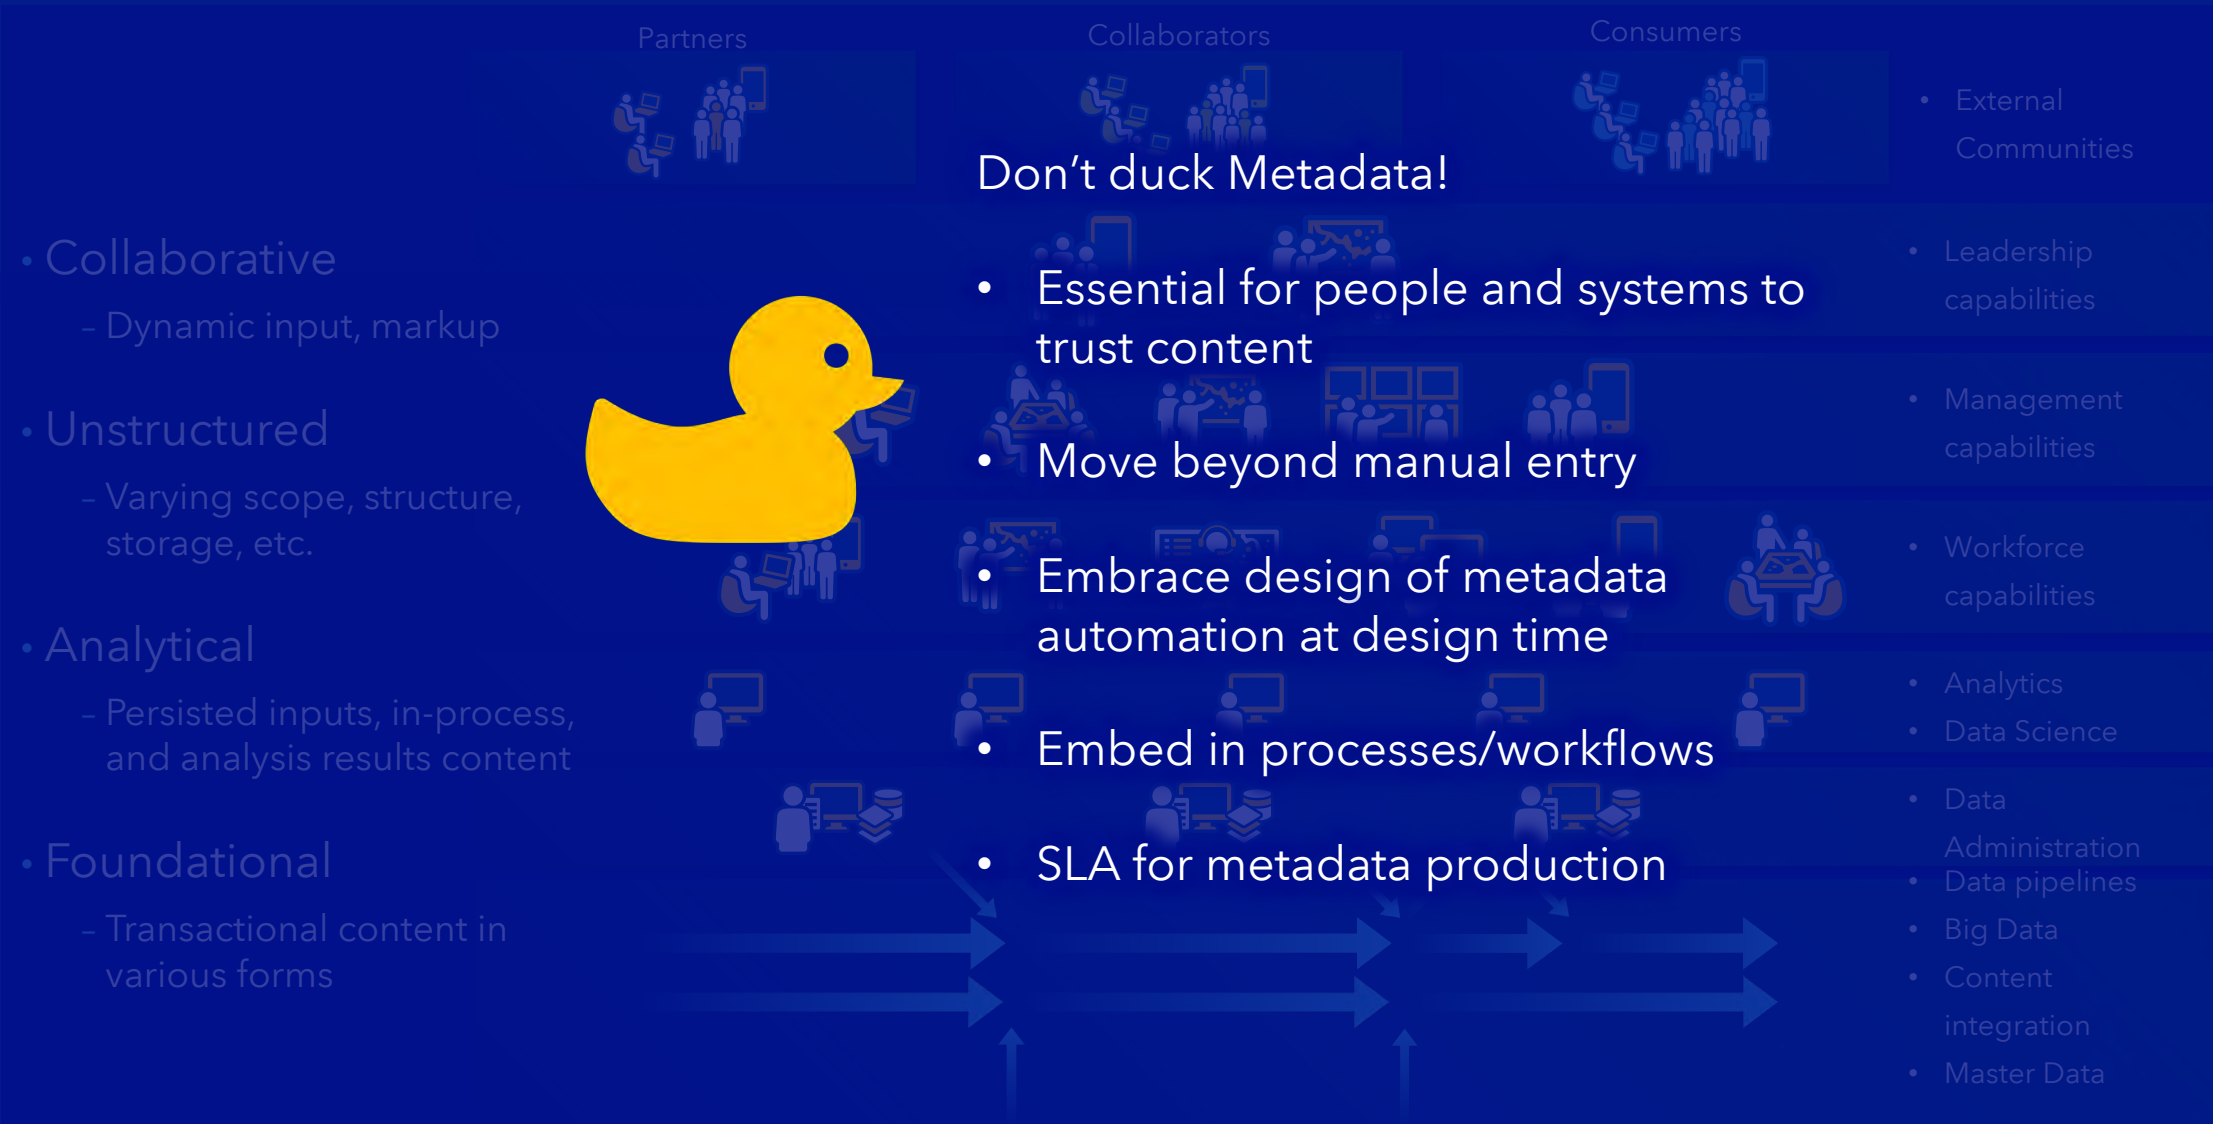 Partners
Collaborators
Consumers
• External
Communities
Don’t duck Metadata!
• Collaborative
– Dynamic input, markup
• Unstructured
– Varying scope, structure,
storage, etc.
• Analytical
– Persisted inputs, in-process,
and analysis results content
• Foundational
– Transactional content in
various forms
• Essential for people and systems to
trust content
• Move beyond manual entry
• Embrace design of metadata
automation at design time
• Embed in processes/workflows
• SLA for metadata production
• Leadership
capabilities
• Management
capabilities
• Workforce
capabilities
• Analytics
• Data Science
• Data
Administration
• Data pipelines
• Big Data
• Content
integration
• Master Data